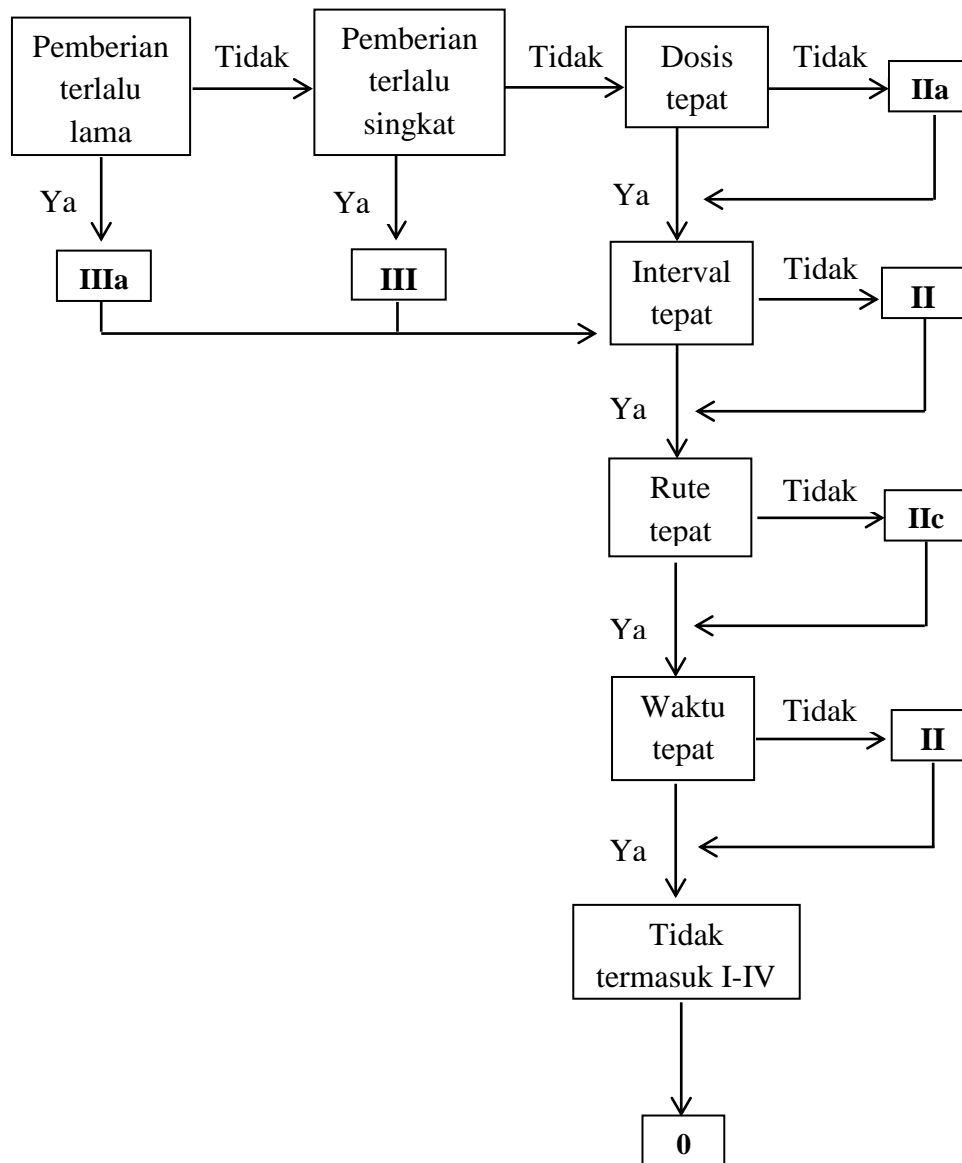 Pemberian
terlalu
lama
Tidak
Pemberian
terlalu
singkat
Tidak
Dosis
tepat
Tidak
IIa
Ya
Ya
Ya
IIIa
III
Interval
tepat
Tidak
II
Ya
Rute
tepat
Tidak
IIc
Ya
Waktu
tepat
Tidak
II
Ya
Tidak
termasuk I-IV
0